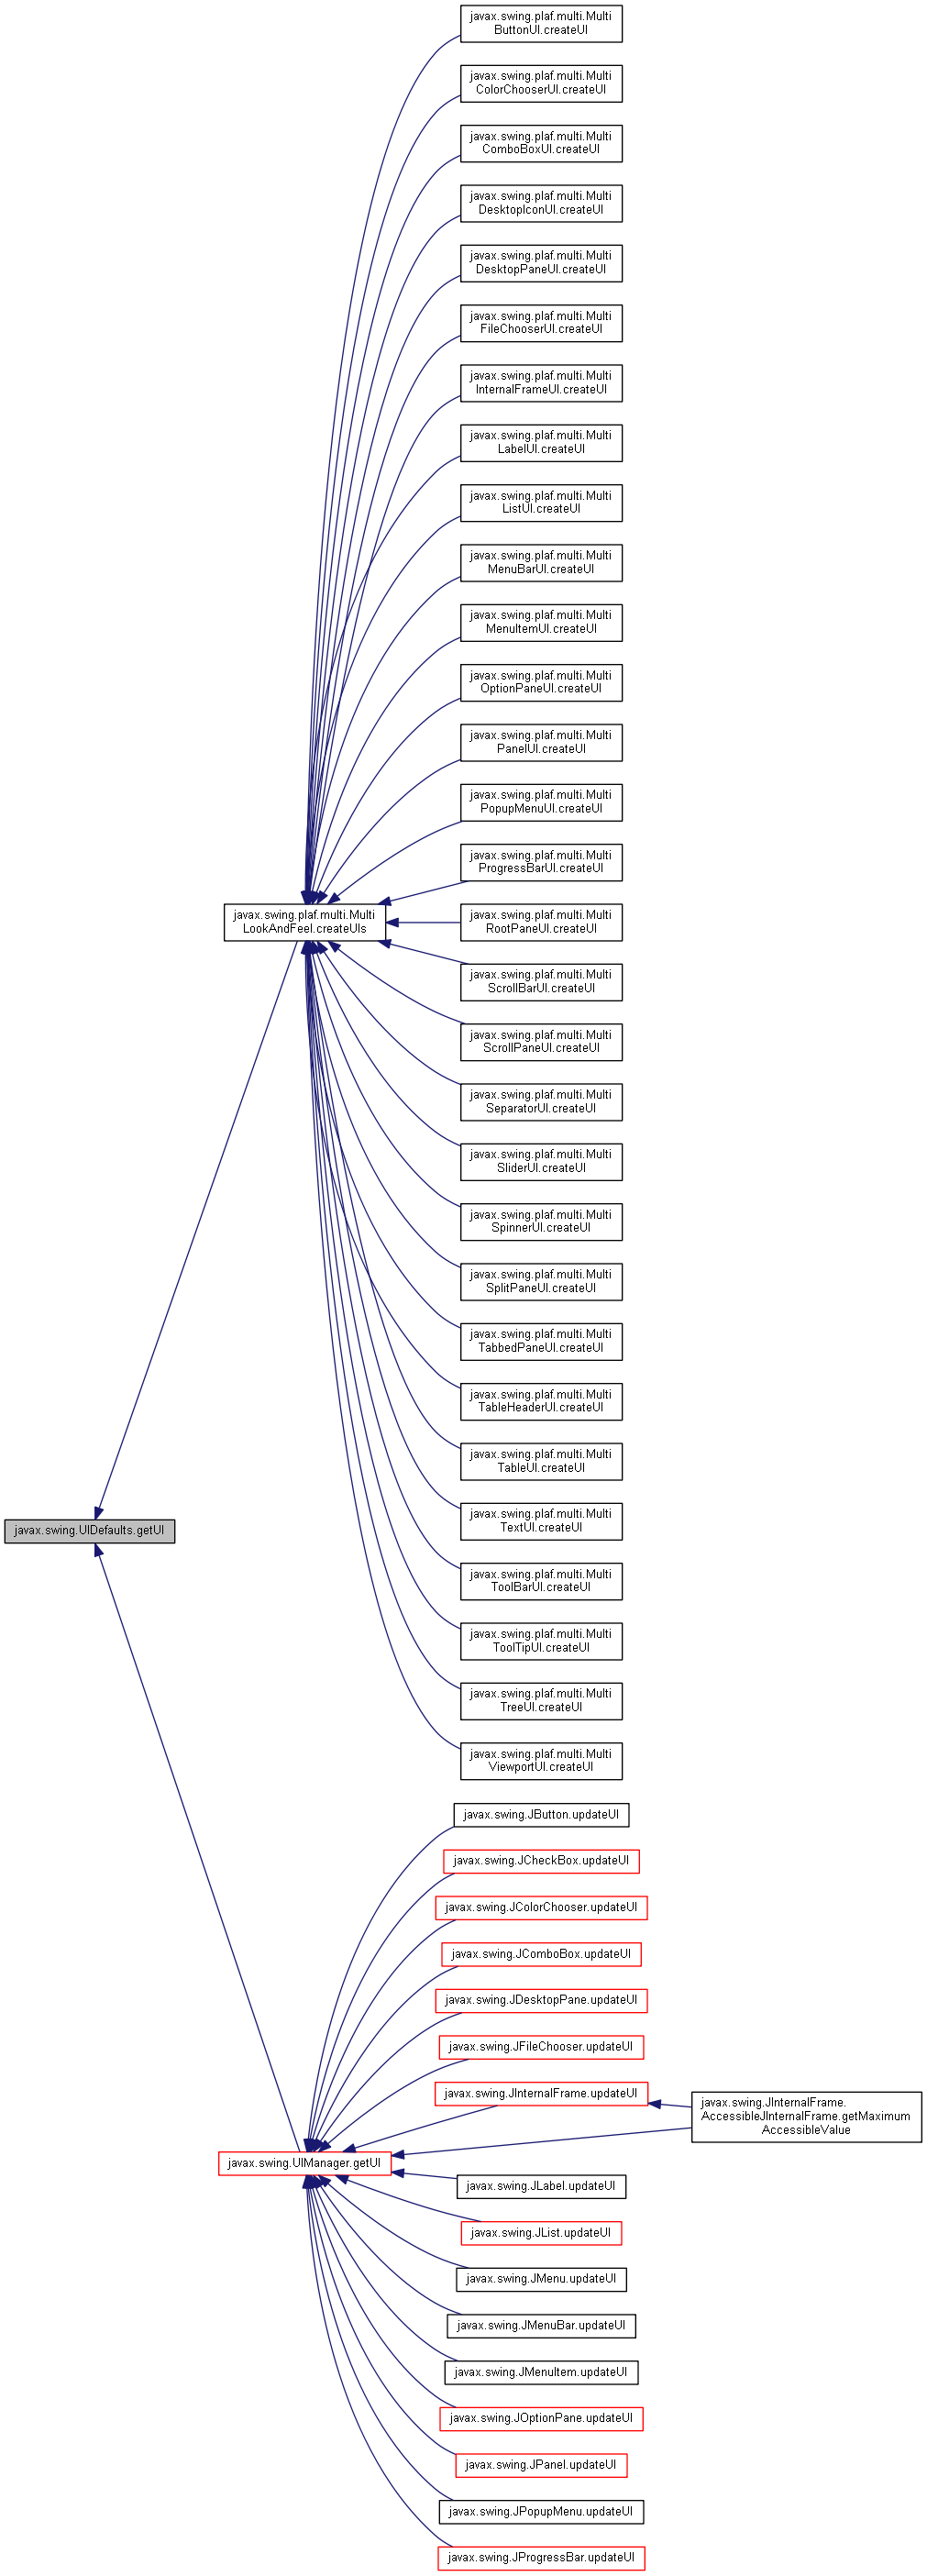 javax.swing.plaf.multi.Multi
ButtonUI.createUI
javax.swing.plaf.multi.Multi
ColorChooserUI.createUI
javax.swing.plaf.multi.Multi
ComboBoxUI.createUI
javax.swing.plaf.multi.Multi
DesktopIconUI.createUI
javax.swing.plaf.multi.Multi
DesktopPaneUI.createUI
javax.swing.plaf.multi.Multi
FileChooserUI.createUI
javax.swing.plaf.multi.Multi
InternalFrameUI.createUI
javax.swing.plaf.multi.Multi
LabelUI.createUI
javax.swing.plaf.multi.Multi
ListUI.createUI
javax.swing.plaf.multi.Multi
MenuBarUI.createUI
javax.swing.plaf.multi.Multi
MenuItemUI.createUI
javax.swing.plaf.multi.Multi
OptionPaneUI.createUI
javax.swing.plaf.multi.Multi
PanelUI.createUI
javax.swing.plaf.multi.Multi
PopupMenuUI.createUI
javax.swing.plaf.multi.Multi
ProgressBarUI.createUI
javax.swing.plaf.multi.Multi
LookAndFeel.createUIs
javax.swing.plaf.multi.Multi
RootPaneUI.createUI
javax.swing.plaf.multi.Multi
ScrollBarUI.createUI
javax.swing.plaf.multi.Multi
ScrollPaneUI.createUI
javax.swing.plaf.multi.Multi
SeparatorUI.createUI
javax.swing.plaf.multi.Multi
SliderUI.createUI
javax.swing.plaf.multi.Multi
SpinnerUI.createUI
javax.swing.plaf.multi.Multi
SplitPaneUI.createUI
javax.swing.plaf.multi.Multi
TabbedPaneUI.createUI
javax.swing.plaf.multi.Multi
TableHeaderUI.createUI
javax.swing.plaf.multi.Multi
TableUI.createUI
javax.swing.plaf.multi.Multi
TextUI.createUI
javax.swing.UIDefaults.getUI
javax.swing.plaf.multi.Multi
ToolBarUI.createUI
javax.swing.plaf.multi.Multi
ToolTipUI.createUI
javax.swing.plaf.multi.Multi
TreeUI.createUI
javax.swing.plaf.multi.Multi
ViewportUI.createUI
javax.swing.JButton.updateUI
javax.swing.JCheckBox.updateUI
javax.swing.JColorChooser.updateUI
javax.swing.JComboBox.updateUI
javax.swing.JDesktopPane.updateUI
javax.swing.JFileChooser.updateUI
javax.swing.JInternalFrame.updateUI
javax.swing.JInternalFrame.
AccessibleJInternalFrame.getMaximum
AccessibleValue
javax.swing.UIManager.getUI
javax.swing.JLabel.updateUI
javax.swing.JList.updateUI
javax.swing.JMenu.updateUI
javax.swing.JMenuBar.updateUI
javax.swing.JMenuItem.updateUI
javax.swing.JOptionPane.updateUI
javax.swing.JPanel.updateUI
javax.swing.JPopupMenu.updateUI
javax.swing.JProgressBar.updateUI